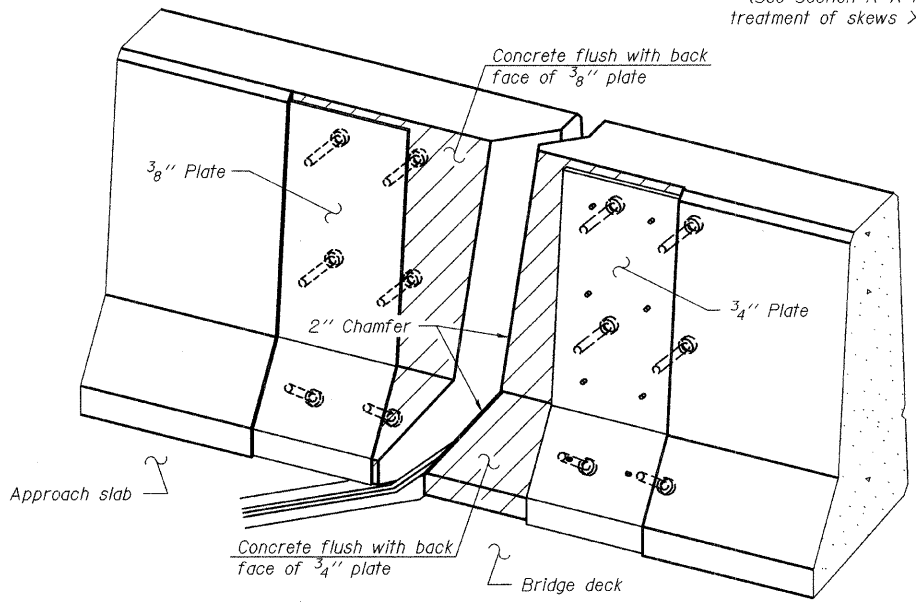 treatment of skews >
Concrete flush with back
face of 3/8" plate
3/8" Plate
3/4" Plate
2" Chamfer
Approach slab
Concrete flush with back
face of 3/4" plate
Bridge deck